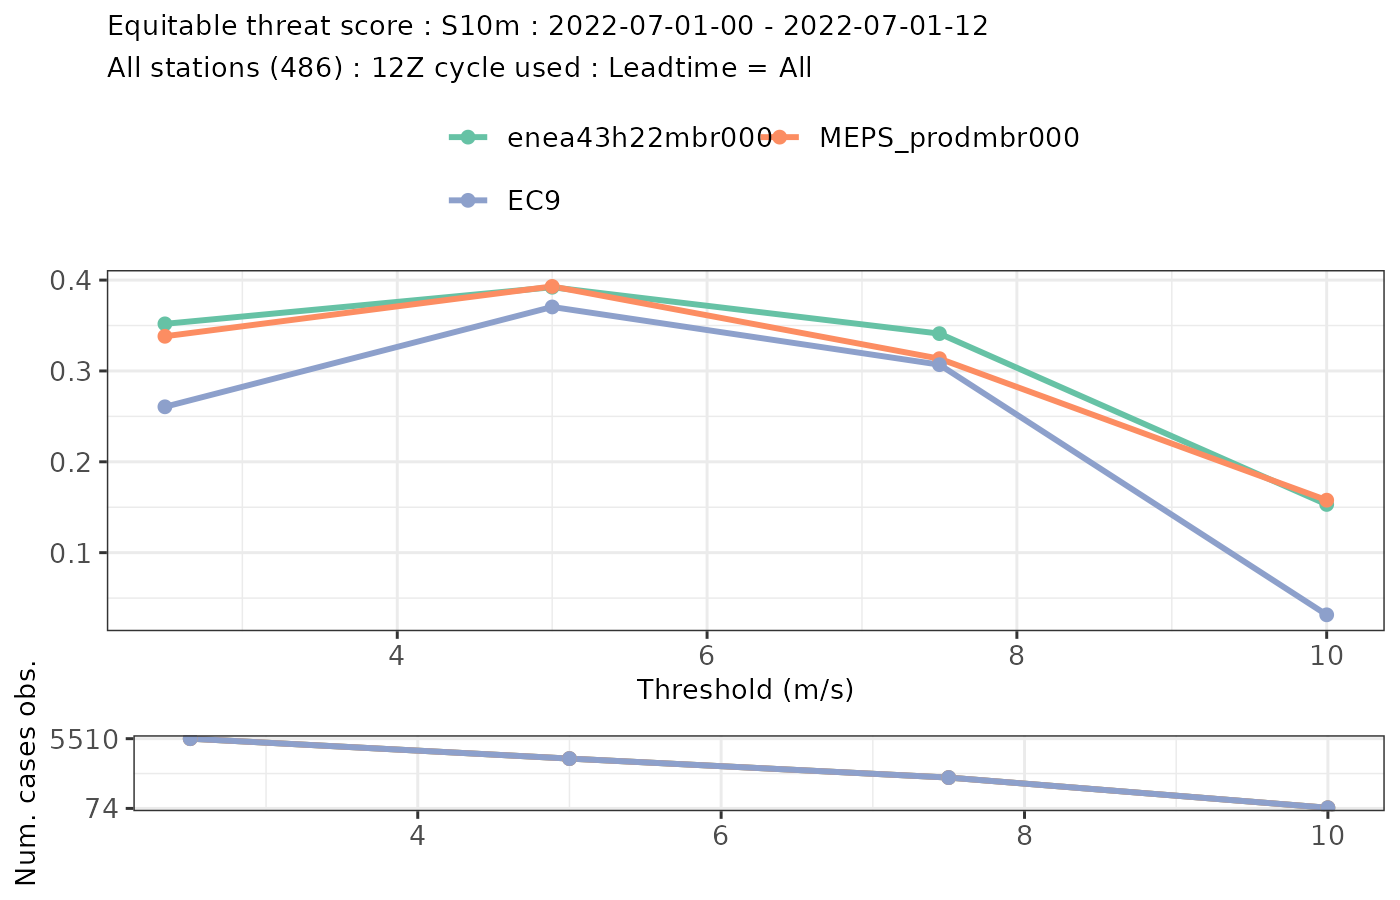 Equitable threat score : S10m : 2022-07-01-00 - 2022-07-01-12
All stations (486) : 12Z cycle used : Leadtime = All
enea43h22mbr000 MEPS_prodmbr000
EC9
0.4
0.3
0.2
0.1
4 6 8 10
Threshold (m/s)
Num. cases obs.
5510
74
4 6 8 10